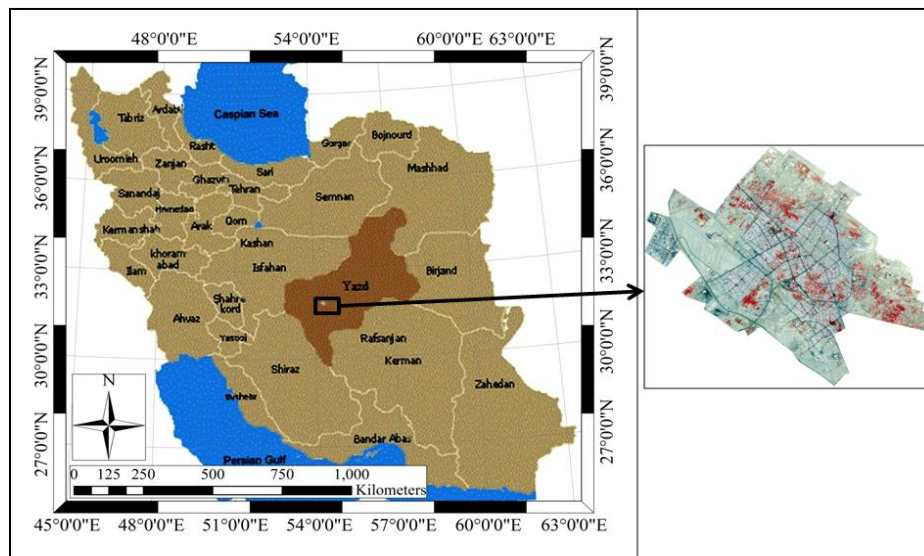 48°0'0"E 54°0'0"E 60°0'0"E 63°0'0"E
39°0'0"N
36°0'0"N
33°0'0"N
30°0'0"N
27°0'0"N
39°0'0"N
36°0'0"N
33°0'0"N
30°0'0"N
27°0'0"N
Caspian Sea
Tabriz
Rasht
Gorgan
Bojnourd
Uroomieh
Zanjan
Sari
Mashhad
Ghazvin
Tehran
Semnan
Sanandaj
Hamedan
Arak
Qom
Kermanshah
Kashan
khoram-
abad
Ilam
Isfahan
Yazd
Birjand
Shahre
kord
Ahvaz
Yasooj
Rafsanjan
Shiraz
Kerman
Zahedan
Bandar Abas
Persian Gulf
N
0 125 250 500 750 1,000
Kilometers
45°0'0"E 48°0'0"E 51°0'0"E 54°0'0"E 57°0'0"E 60°0'0"E 63°0'0"E